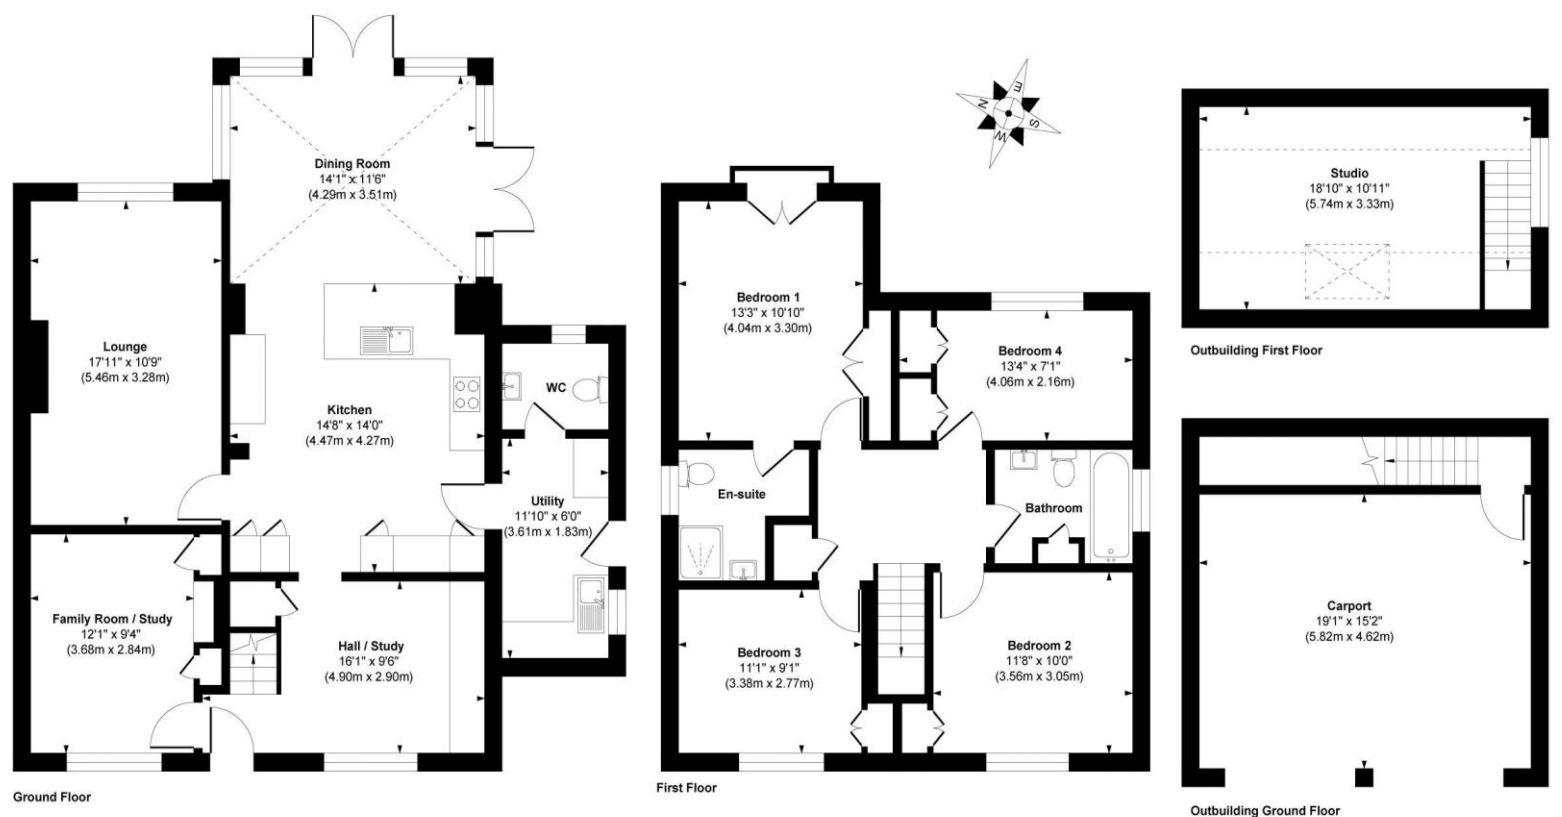 Dining Room
14'1" x 11'6"
(4.29m x 3.51m)
Lounge
17'11" x 10'9"
(5.46m x 3.28m)
Kitchen
14'8" x 14'0"
(4.47m x 4.27m)
WC
Utility
11'10" x 6'0"
(3.61m x 1.83m)
Family Room / Study
12'1" x 9'4"
(3.68m x 2.84m)
Hall / Study
16'1" x 9'6"
(4.90m x 2.90m)
Ground Floor
N
E
S
W
Bedroom 1
13'3" x 10'10"
(4.04m x 3.30m)
Bedroom 4
13'4" x 7'1"
(4.06m x 2.16m)
En-suite
Bathroom
Bedroom 3
11'1" x 9'1"
(3.38m x 2.77m)
Bedroom 2
11'8" x 10'0"
(3.56m x 3.05m)
First Floor
Studio
18'10" x 10'11"
(5.74m x 3.33m)
Outbuilding First Floor
Carport
19'1" x 15'2"
(5.82m x 4.62m)
Outbuilding Ground Floor